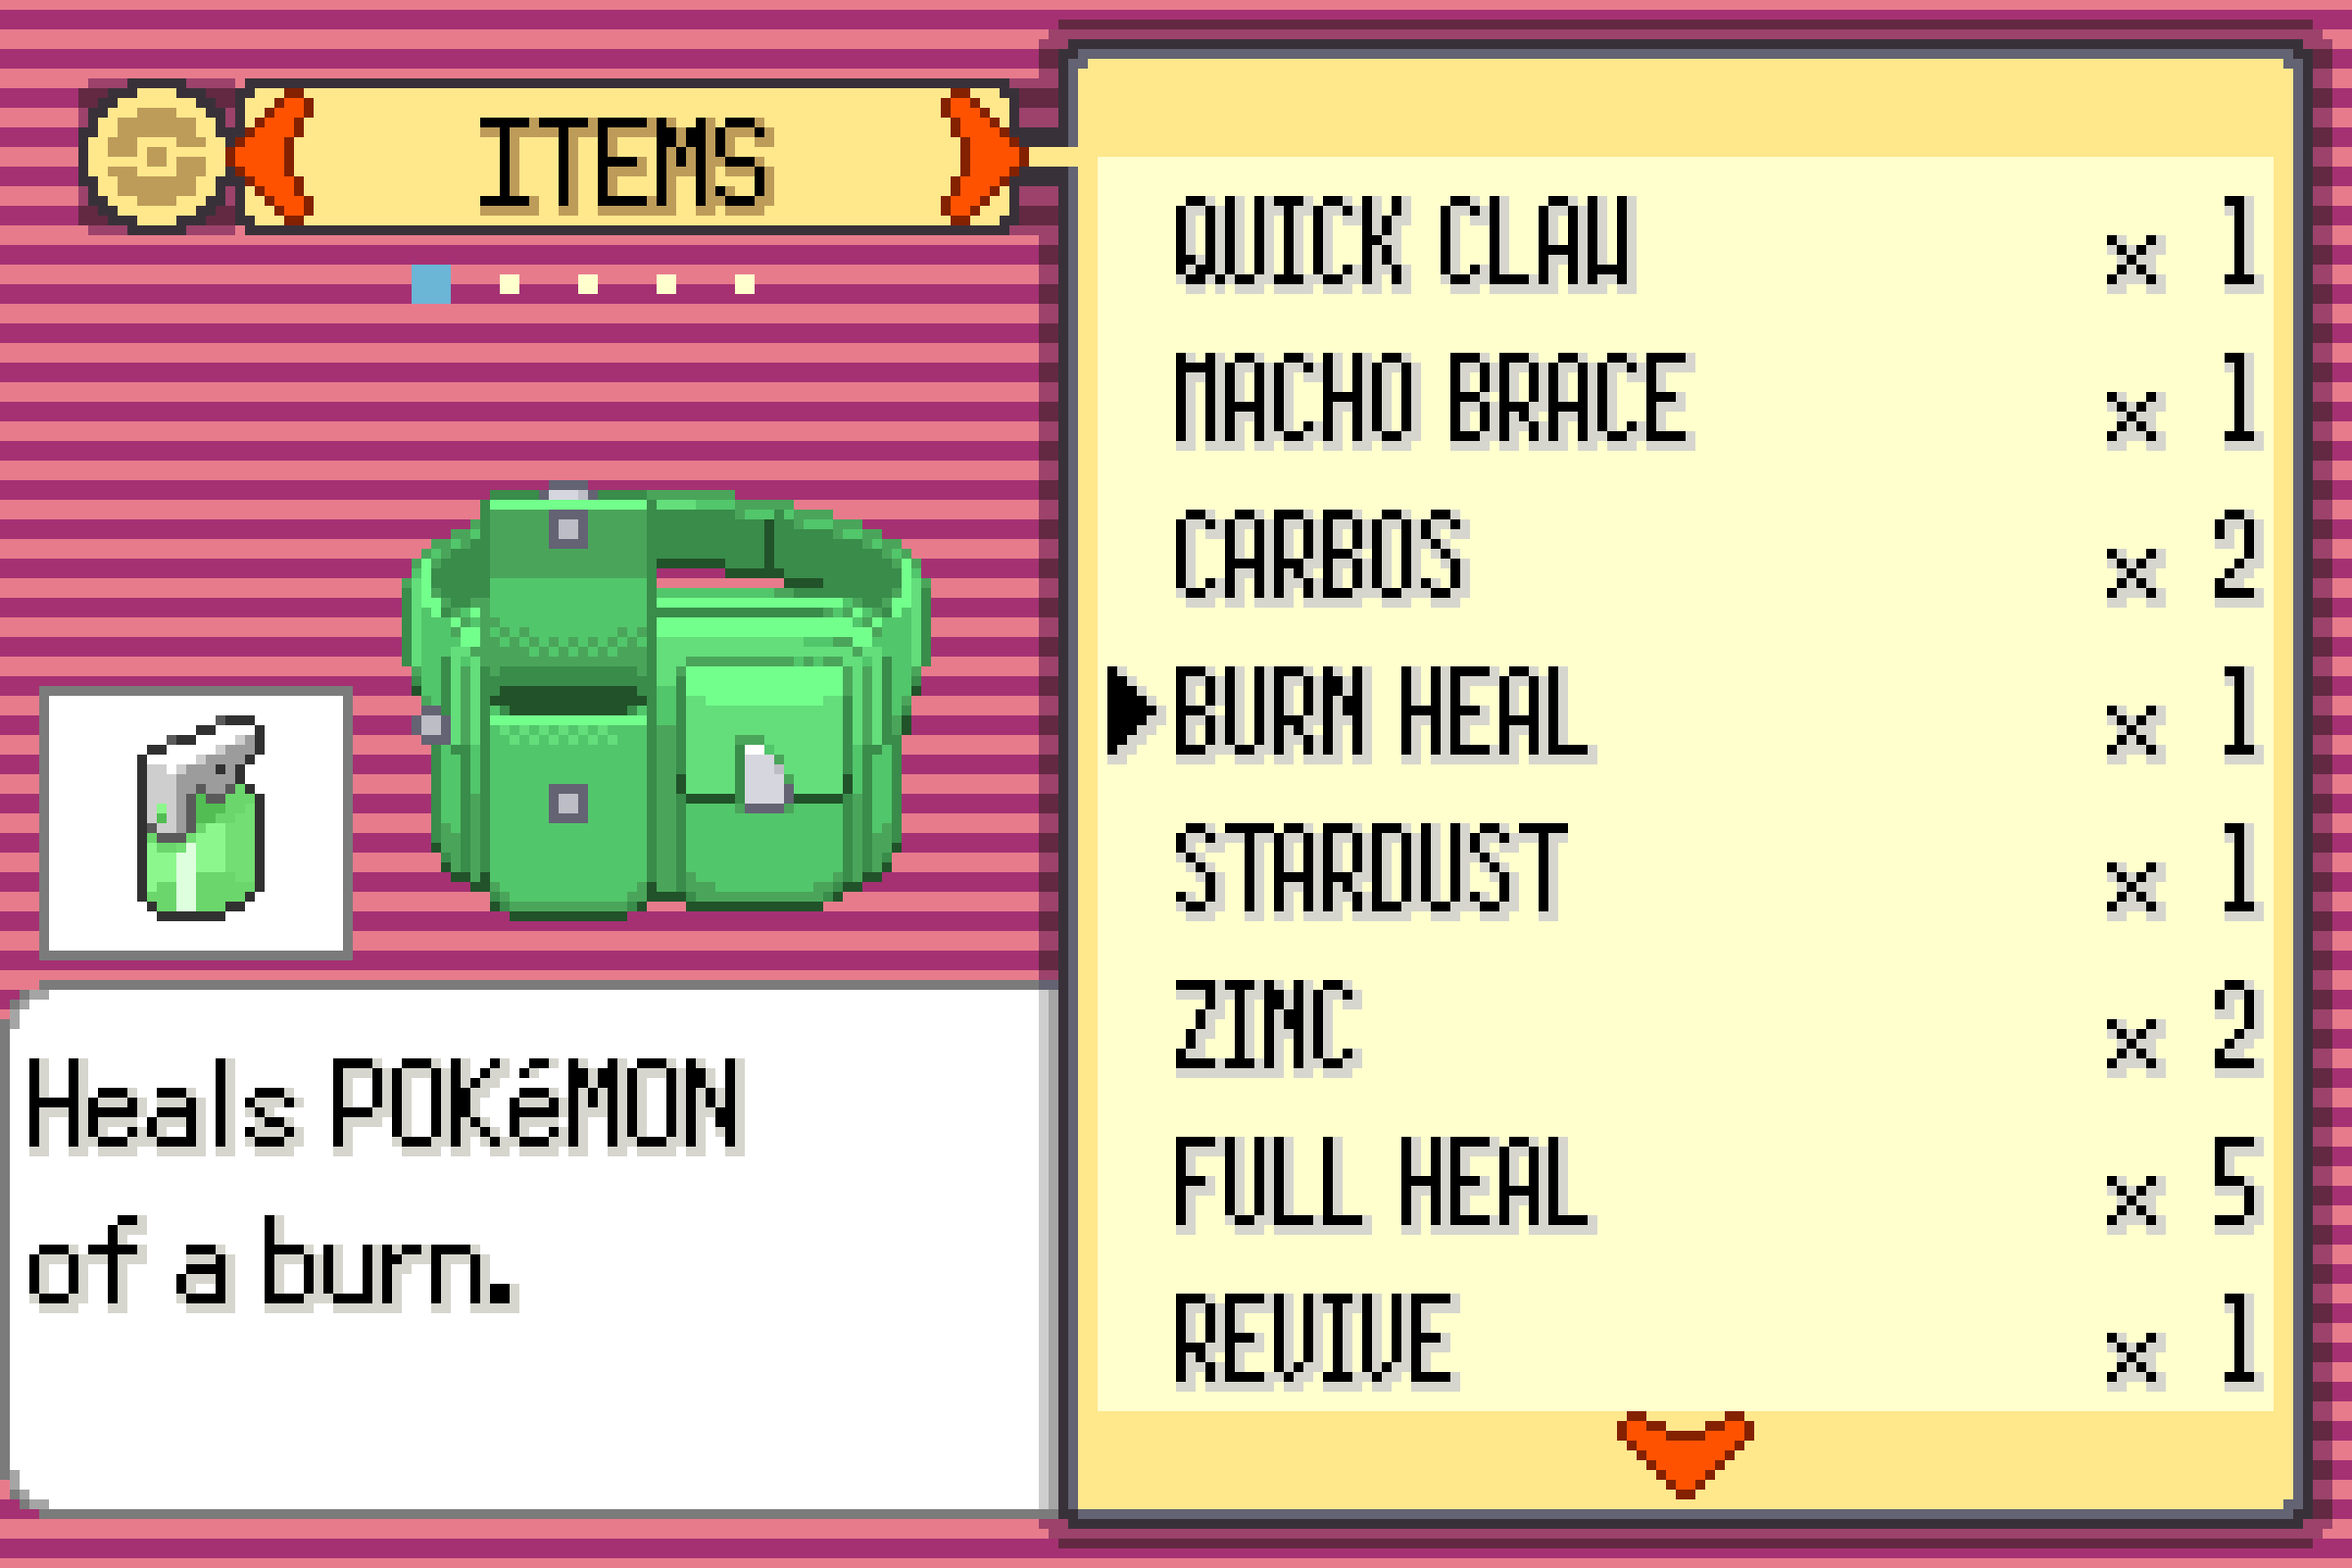 ITEMS
QUICK CLAW × 1
MACHO BRACE × 1
CARBOS × 2
BURN HEAL × 1
STARDUST × 1
ZINC × 2
FULL HEAL × 5
REVIVE × 1
Heals POKéMON
of a burn.